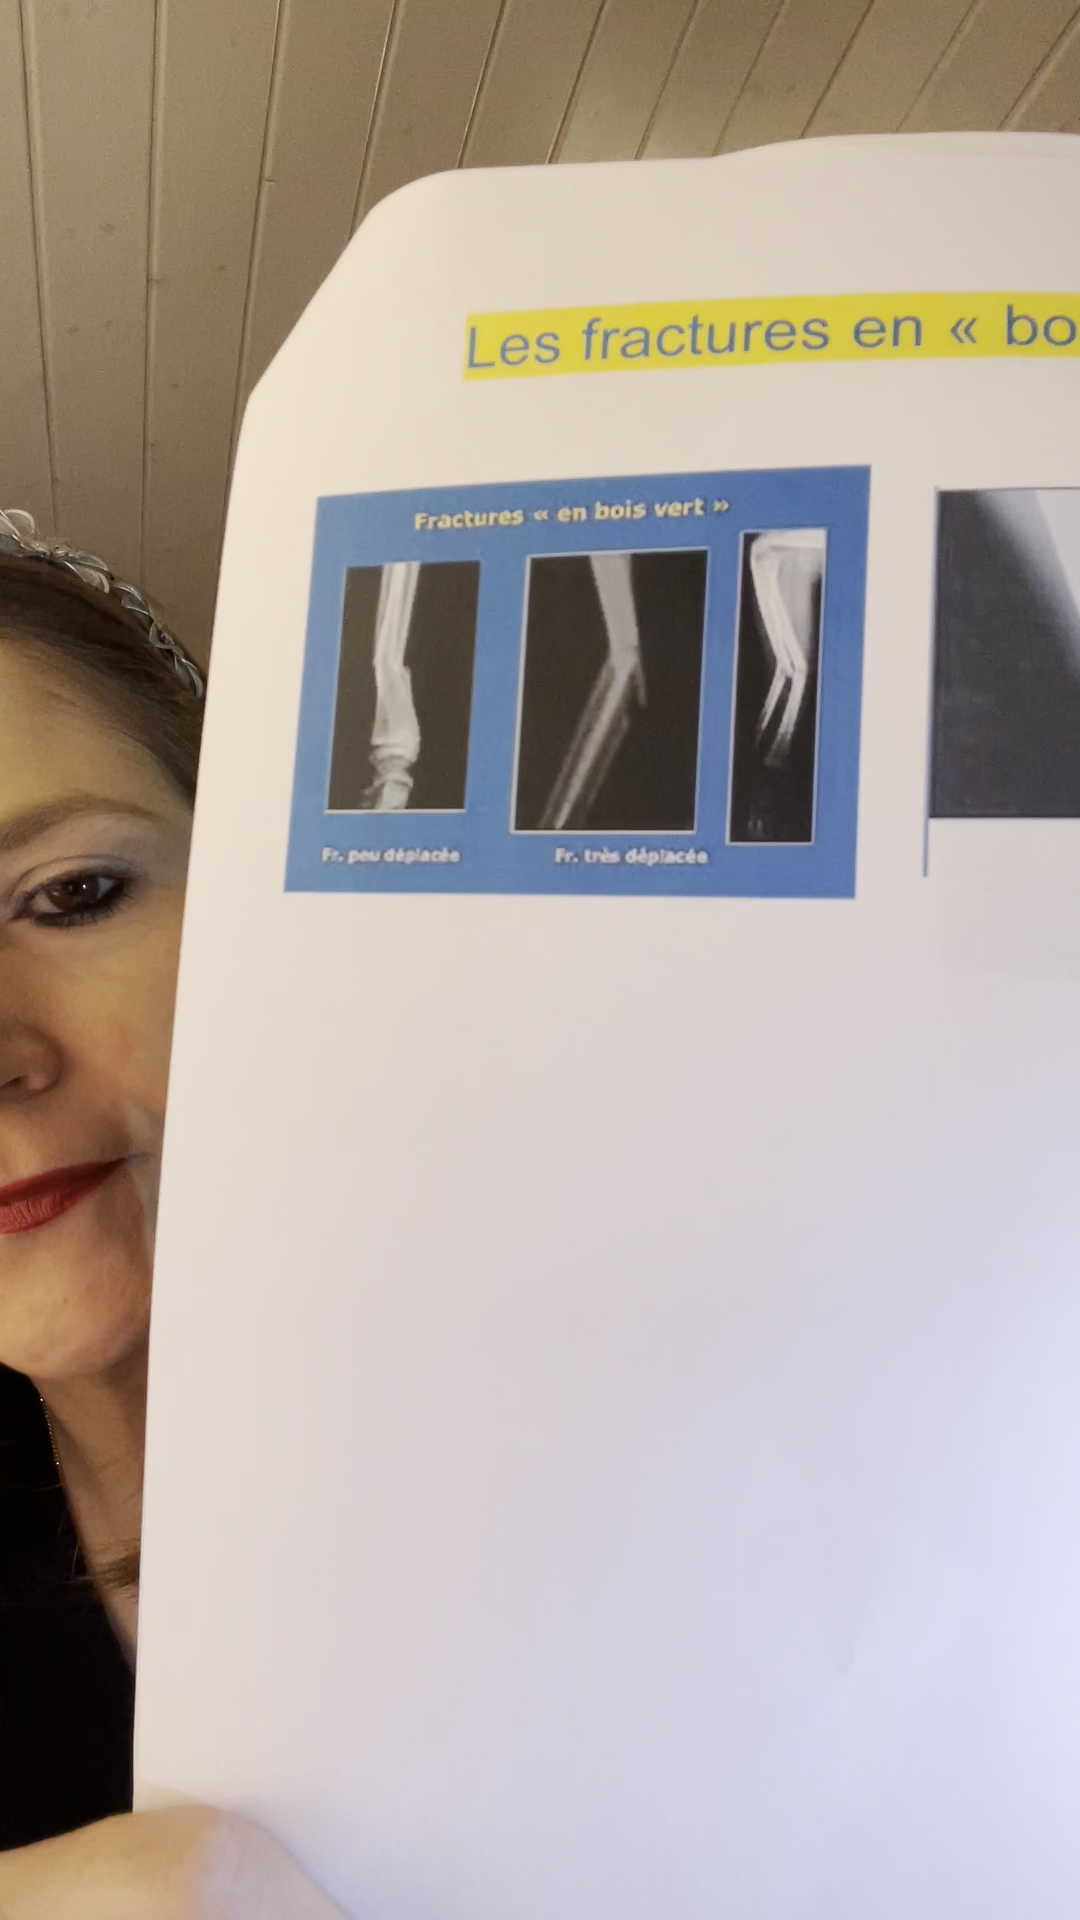 Les fractures en « bo
Fractures « en bois vert »
Fr. peu déplacée
Fr. très déplacée